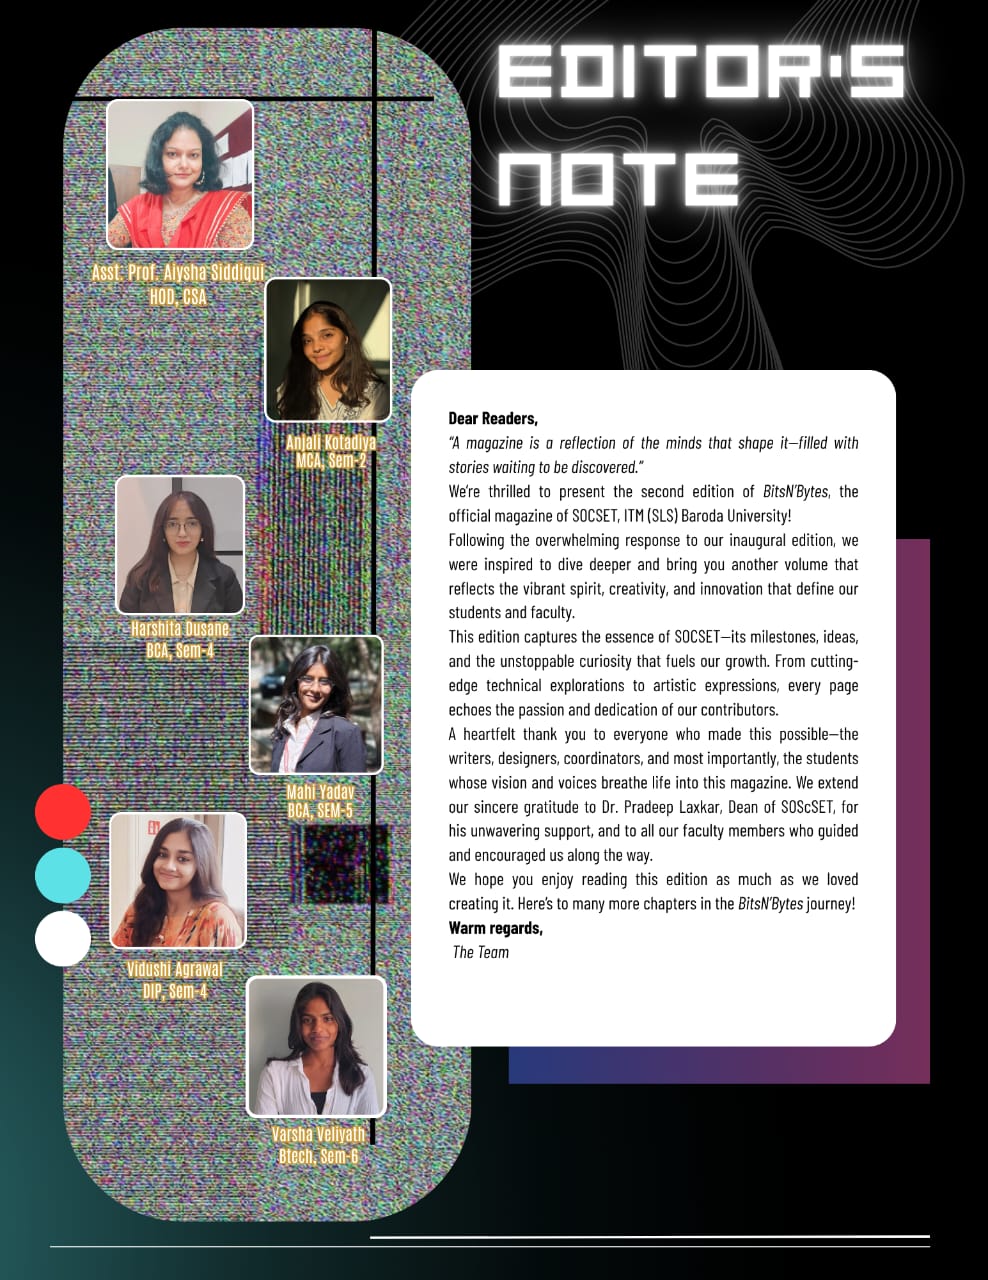 EDITOR'S
NOTE
Asst. Prof. Aiysha Siddiqui
HOD, CSA
Anjali Kotadiya
MCA, Sem-2
Harshita Dusane
BCA, Sem-4
Mahi Yadav
BCA, SEM-5
Vidushi Agrawal
DIP, Sem-4
Varsha Veliyath
Btech, Sem-6
Dear Readers,
“A magazine is a reflection of the minds that shape it—filled with
stories waiting to be discovered.”
We’re thrilled to present the second edition of BitsN’Bytes, the
official magazine of SOCSET, ITM (SLS) Baroda University!
Following the overwhelming response to our inaugural edition, we
were inspired to dive deeper and bring you another volume that
reflects the vibrant spirit, creativity, and innovation that define our
students and faculty.
This edition captures the essence of SOCSET—its milestones, ideas,
and the unstoppable curiosity that fuels our growth. From cutting-
edge technical explorations to artistic expressions, every page
echoes the passion and dedication of our contributors.
A heartfelt thank you to everyone who made this possible—the
writers, designers, coordinators, and most importantly, the students
whose vision and voices breathe life into this magazine. We extend
our sincere gratitude to Dr. Pradeep Laxkar, Dean of SOScSET, for
his unwavering support, and to all our faculty members who guided
and encouraged us along the way.
We hope you enjoy reading this edition as much as we loved
creating it. Here’s to many more chapters in the BitsN’Bytes journey!
Warm regards,
The Team